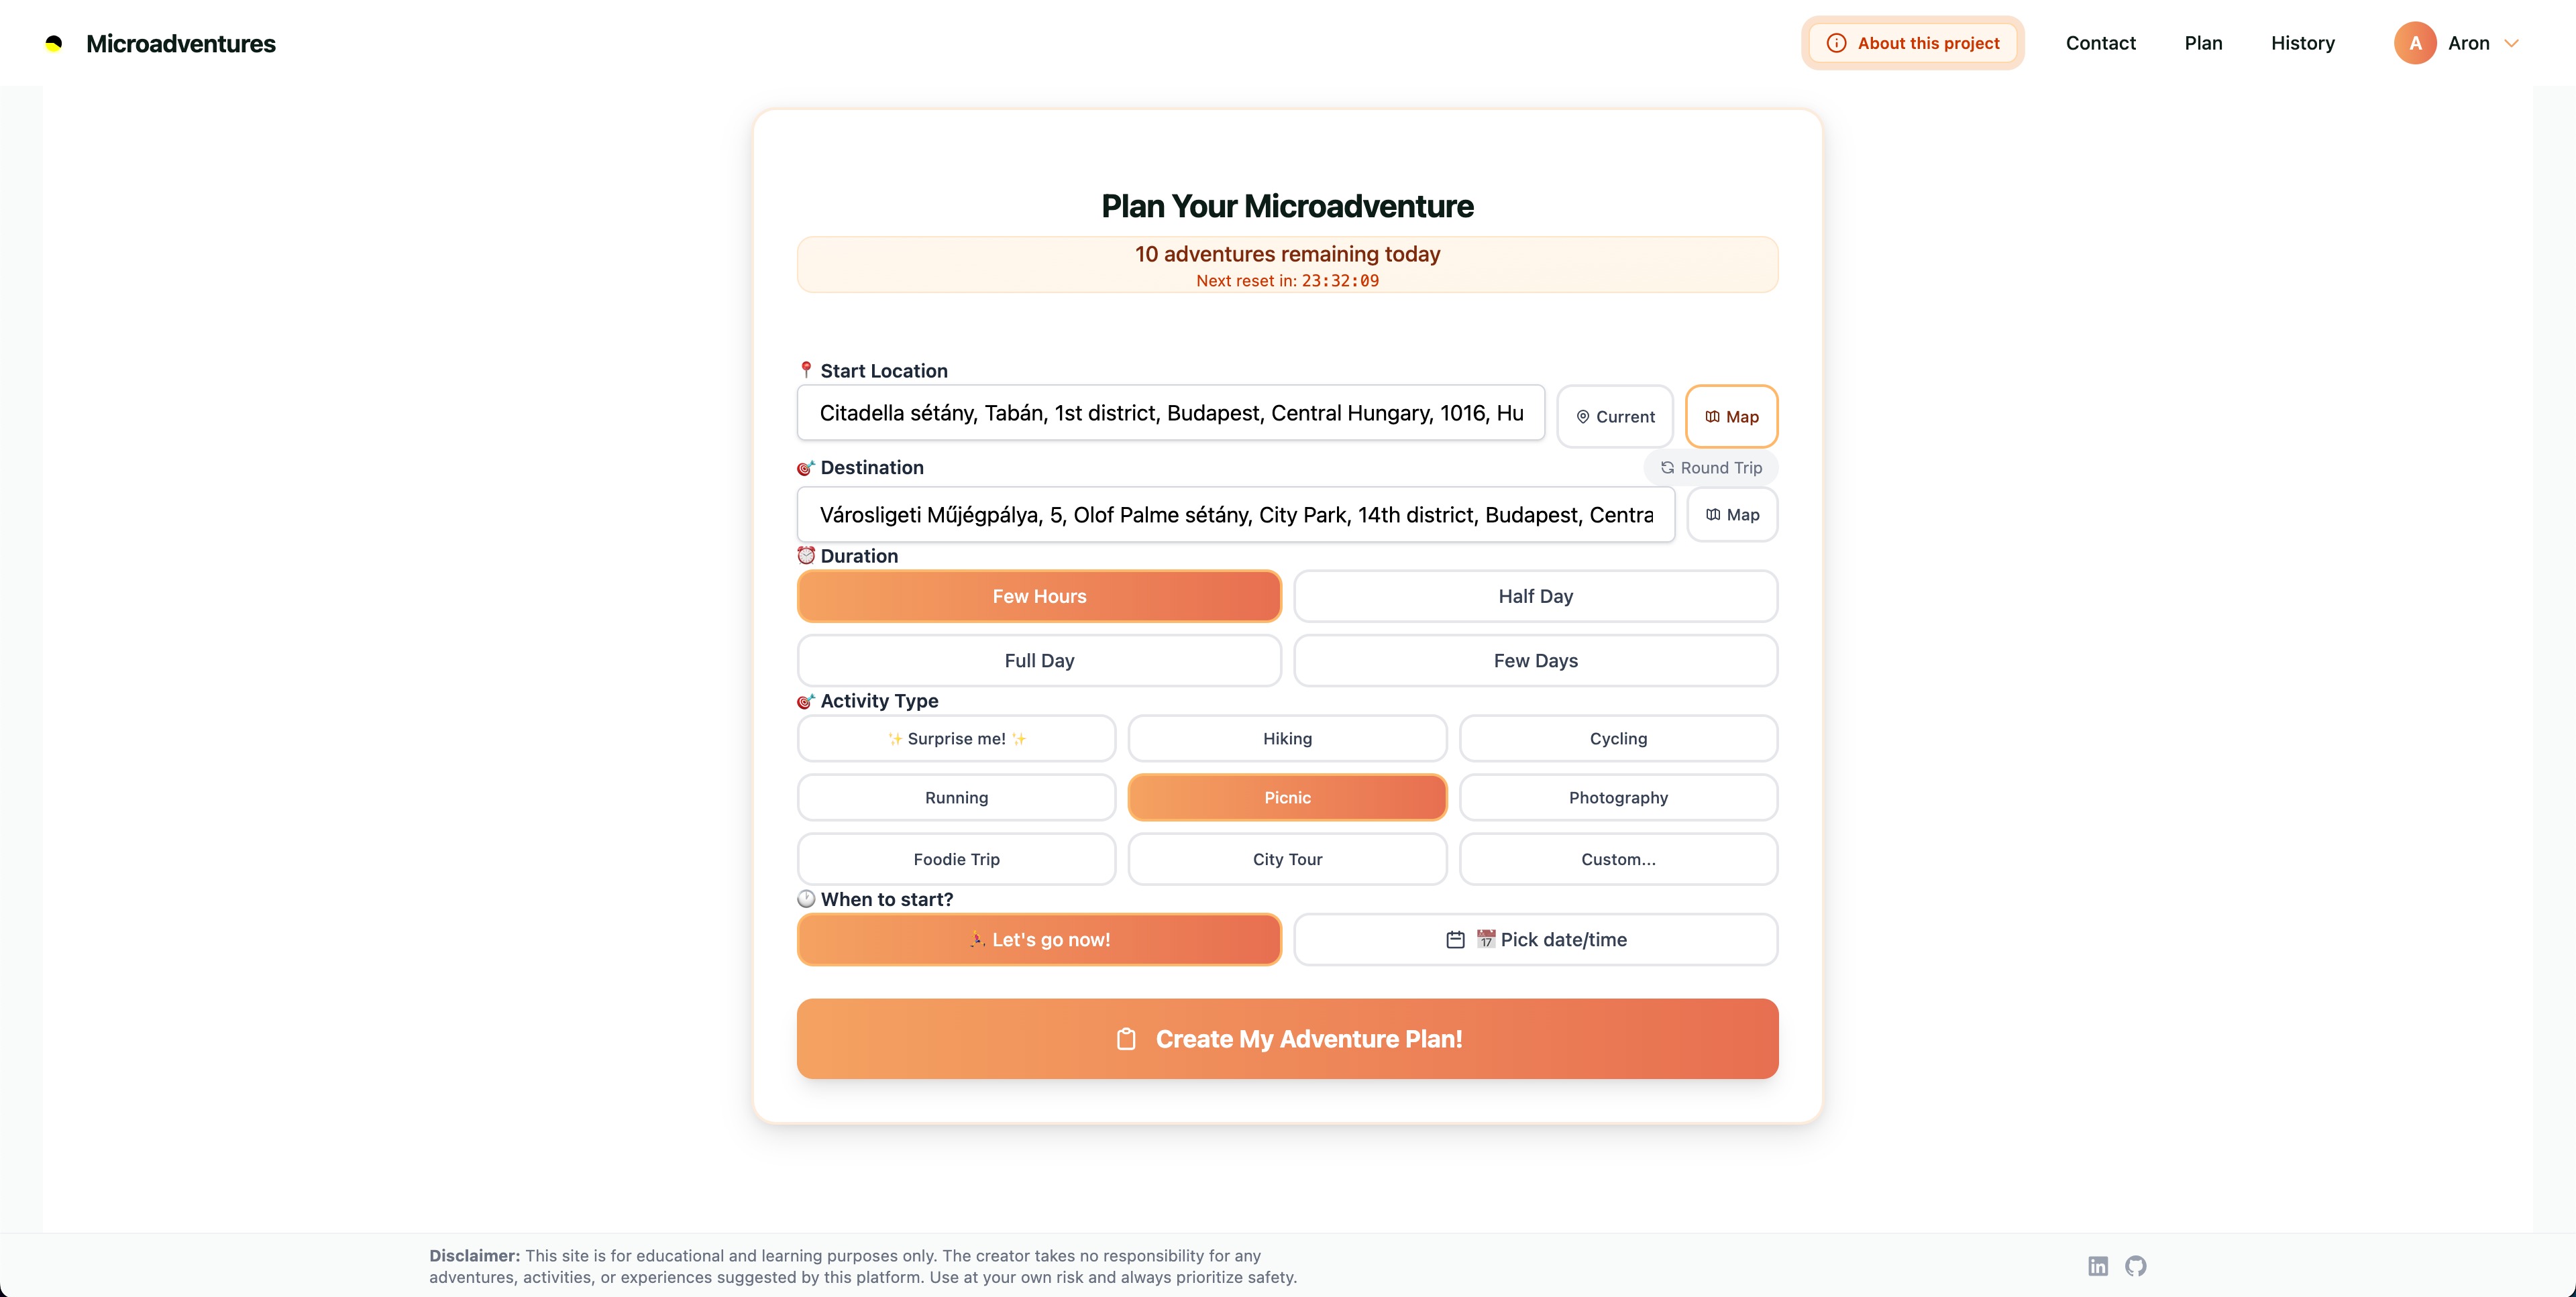 Microadventures
About this project
Contact
Plan
History
A
Aron
Plan Your Microadventure
10 adventures remaining today
Next reset in: 23:32:09
Start Location
Citadella sétány, Tabán, 1st district, Budapest, Central Hungary, 1016, Hu
Current
Map
Destination
Round Trip
Városligeti Műjégpálya, 5, Olof Palme sétány, City Park, 14th district, Budapest, Centra
Map
Duration
Few Hours
Half Day
Full Day
Few Days
Activity Type
✨ Surprise me! ✨
Hiking
Cycling
Running
Picnic
Photography
Foodie Trip
City Tour
Custom...
When to start?
Let's go now!
Pick date/time
Create My Adventure Plan!
Disclaimer: This site is for educational and learning purposes only. The creator takes no responsibility for any
adventures, activities, or experiences suggested by this platform. Use at your own risk and always prioritize safety.